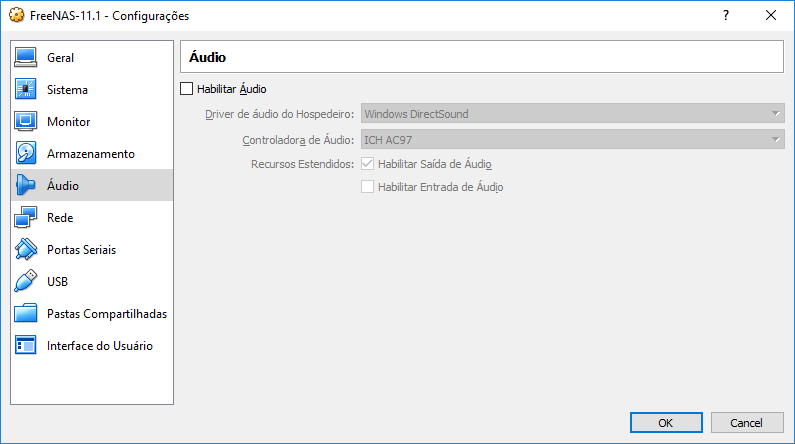 FreeNAS-11.1 - Configurações
?
Geral
Sistema
Monitor
Armazenamento
Áudio
Rede
Portas Seriais
USB
Pastas Compartilhadas
Interface do Usuário
Áudio
Habilitar Áudio
Driver de áudio do Hospedeiro: Windows DirectSound
Controladora de Áudio: ICH AC97
Recursos Estendidos: Habilitar Saída de Áudio
Habilitar Entrada de Áudio
OK Cancel